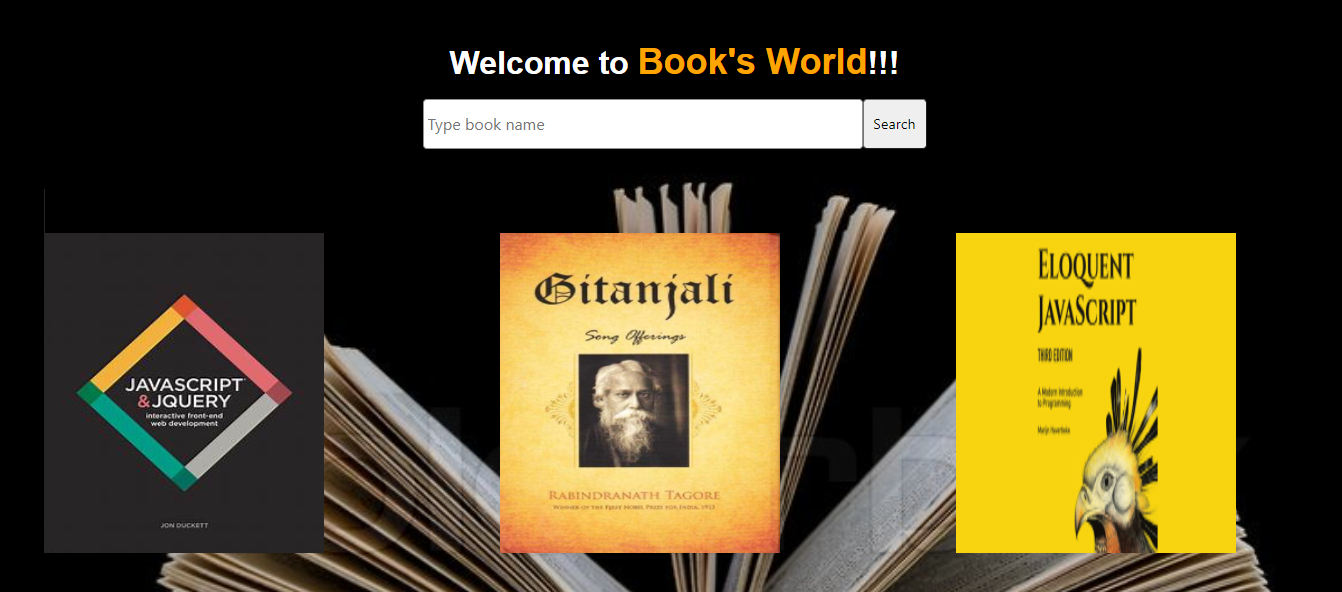 Welcome to Book's World!!!
Type book name
Search
JAVASCRIPT
& JQUERY
interactive front-end
web development
JON DUCKETT
Gitanjali
Song Offerings
RABINDRANATH TAGORE
WINNER OF THE FIRST NOBEL PRIZE FOR INDIA, 1913
ELOQUENT
JAVASCRIPT
THIRD EDITION
A Modern Introduction
to Programming
Marijn Haverbeke